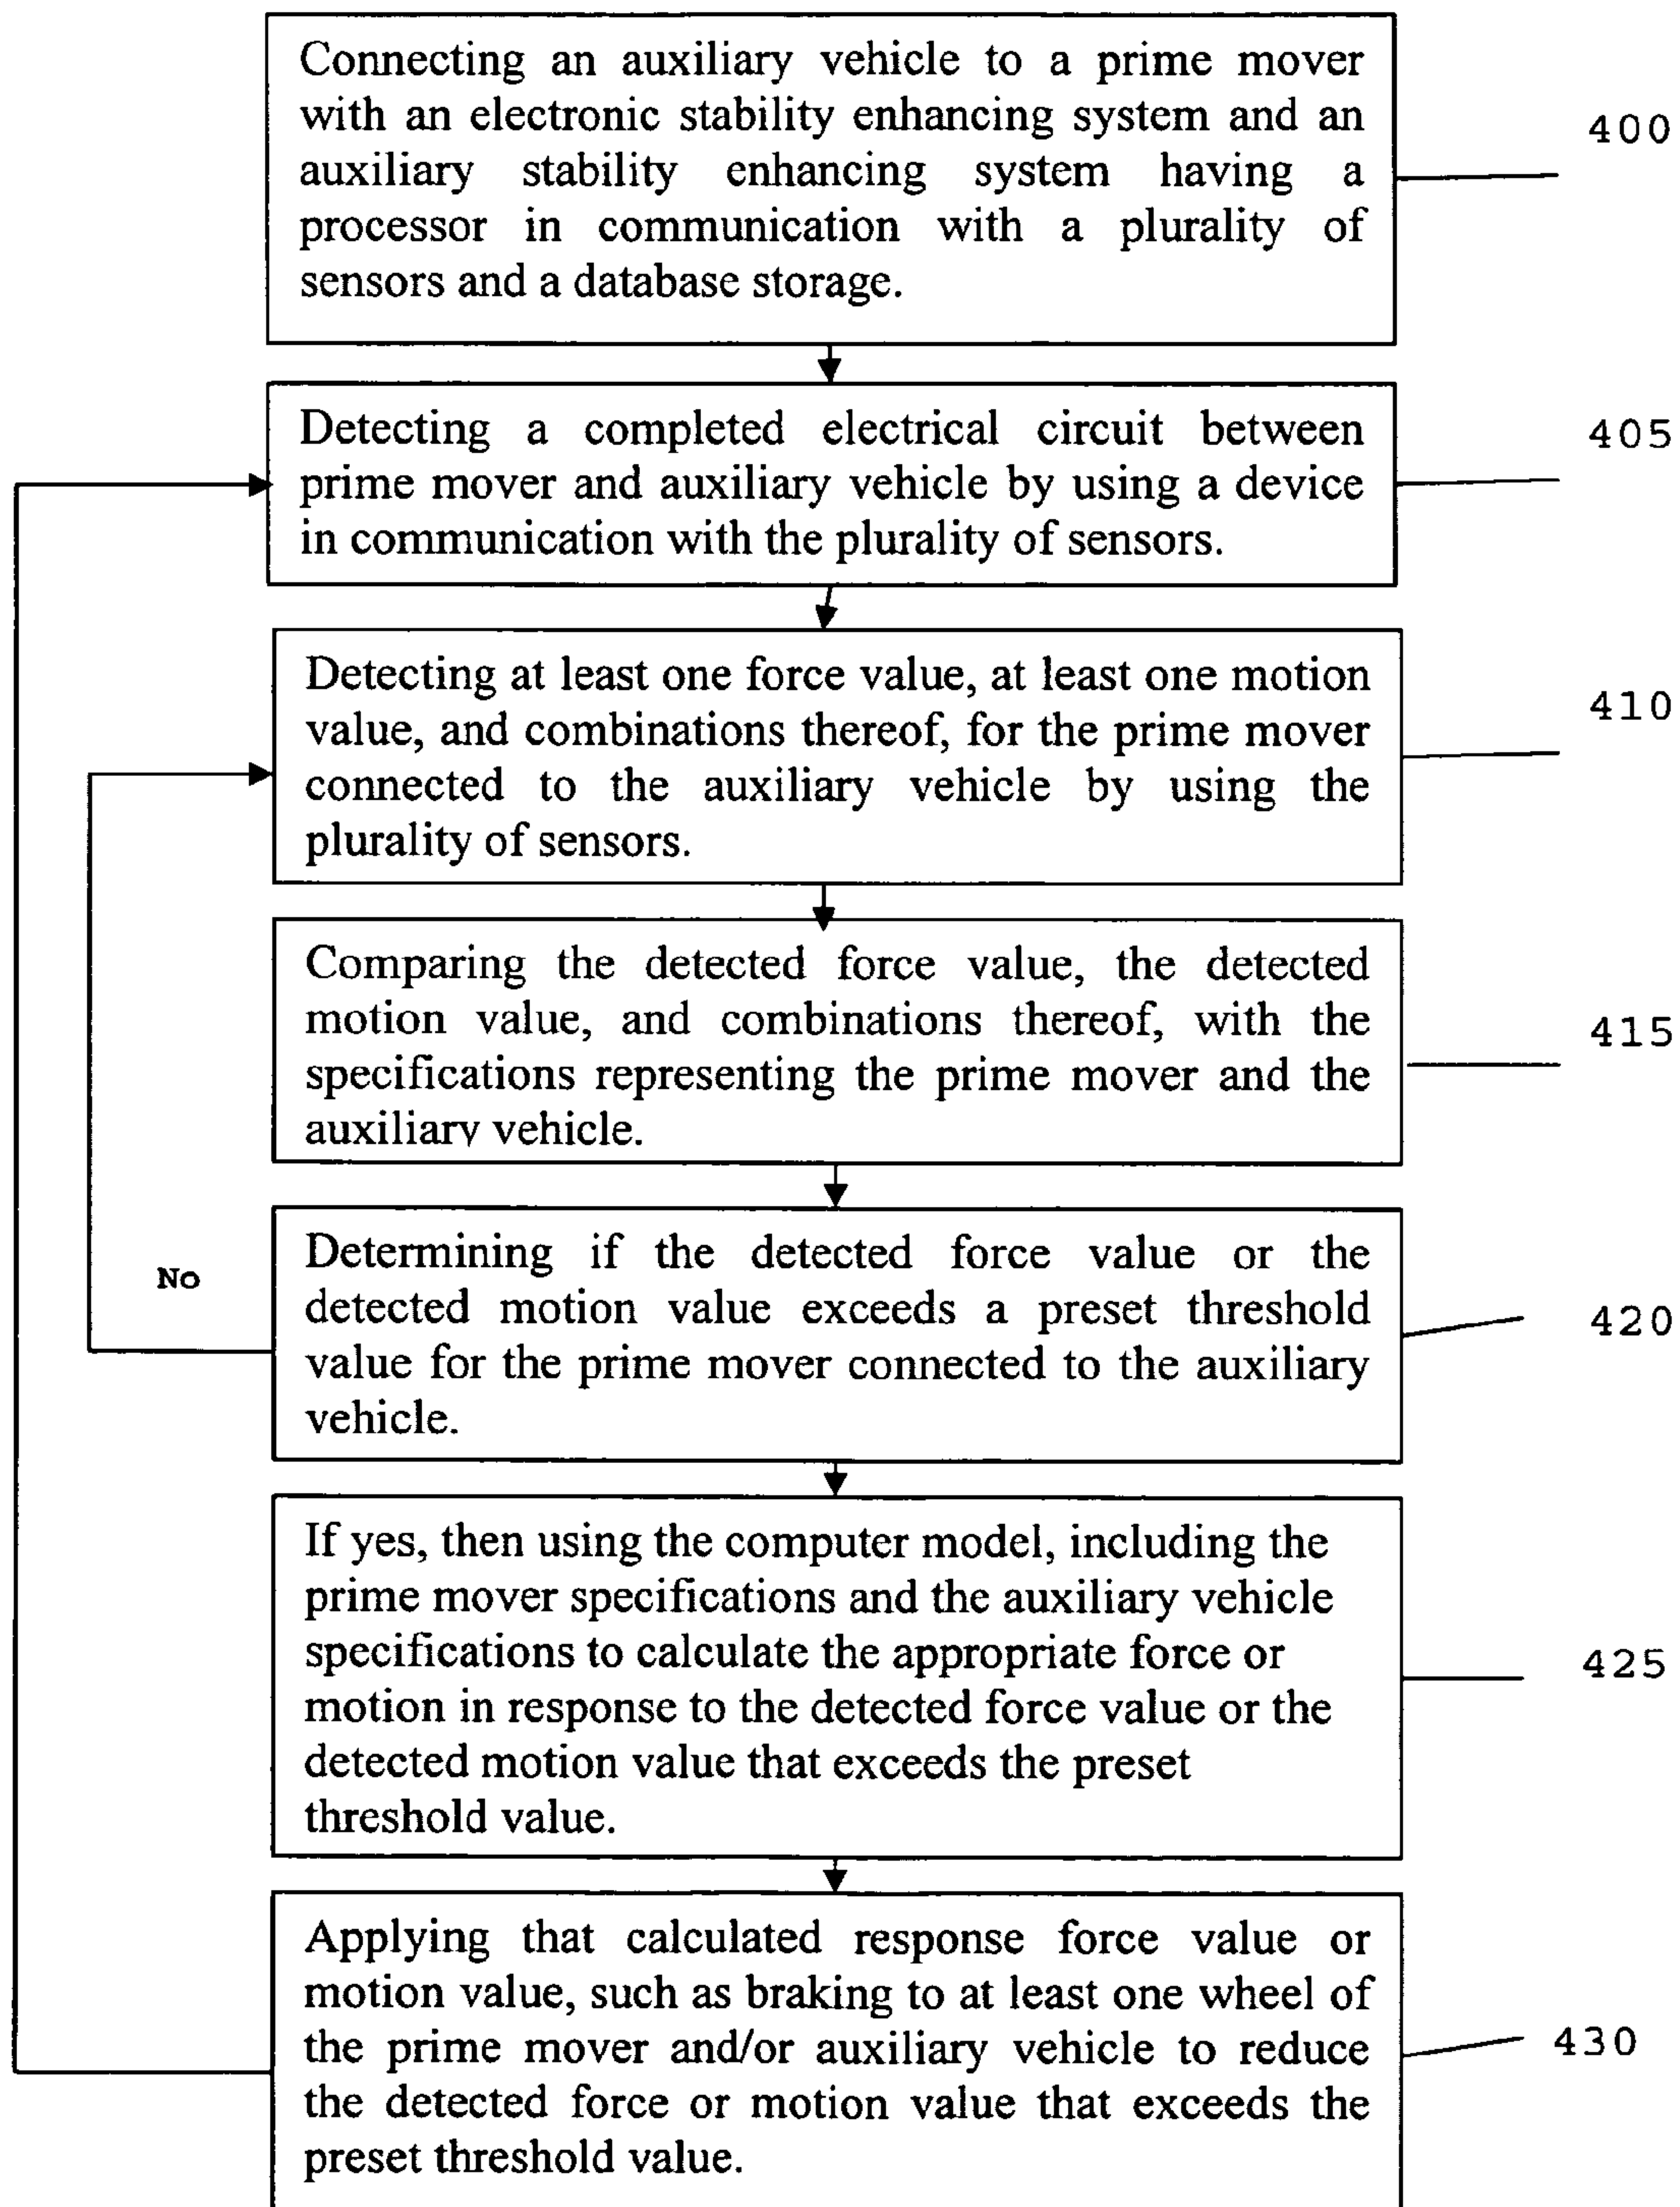 Connecting an auxiliary vehicle to a prime mover
with an electronic stability enhancing system and an
auxiliary stability enhancing system having a
processor in communication with a plurality of
sensors and a database storage.
400
Detecting a completed electrical circuit between
prime mover and auxiliary vehicle by using a device
in communication with the plurality of sensors.
405
Detecting at least one force value, at least one motion
value, and combinations thereof, for the prime mover
connected to the auxiliary vehicle by using the
plurality of sensors.
410
Comparing the detected force value, the detected
motion value, and combinations thereof, with the
specifications representing the prime mover and the
auxiliary vehicle.
415
No
Determining if the detected force value or the
detected motion value exceeds a preset threshold
value for the prime mover connected to the auxiliary
vehicle.
420
If yes, then using the computer model, including the
prime mover specifications and the auxiliary vehicle
specifications to calculate the appropriate force or
motion in response to the detected force value or the
detected motion value that exceeds the preset
threshold value.
425
Applying that calculated response force value or
motion value, such as braking to at least one wheel of
the prime mover and/or auxiliary vehicle to reduce
the detected force or motion value that exceeds the
preset threshold value.
430